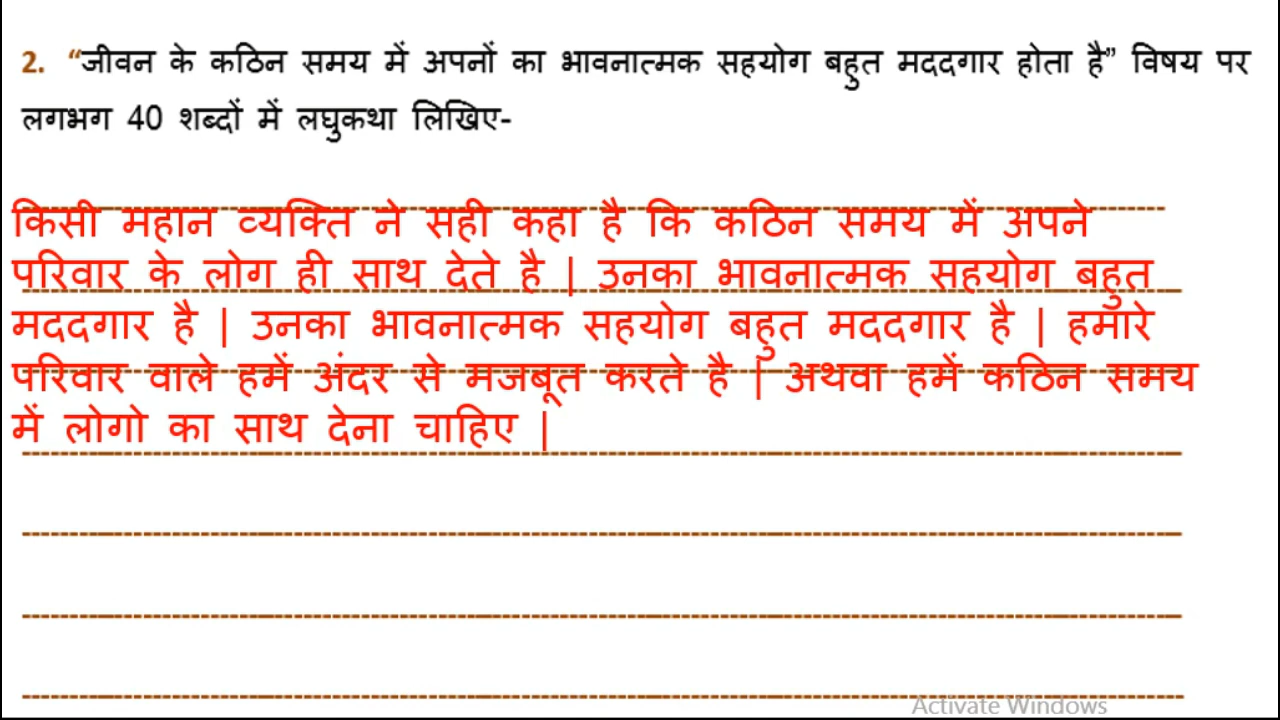 2. “जीवन के कठिन समय में अपनों का भावनात्मक सहयोग बहुत मददगार होता है” विषय पर
लगभग 40 शब्दों में लघुकथा लिखिए-
किसी महान व्यक्ति ने सही कहा है कि कठिन समय में अपने
परिवार के लोग ही साथ देते है |  उनका भावनात्मक सहयोग बहुत
मददगार है | उनका भावनात्मक सहयोग बहुत मददगार है | हमारे
परिवार वाले हमें अंदर से मजबूत करते है | अथवा हमें कठिन समय
में लोगो का साथ देना चाहिए |
Activate Windows